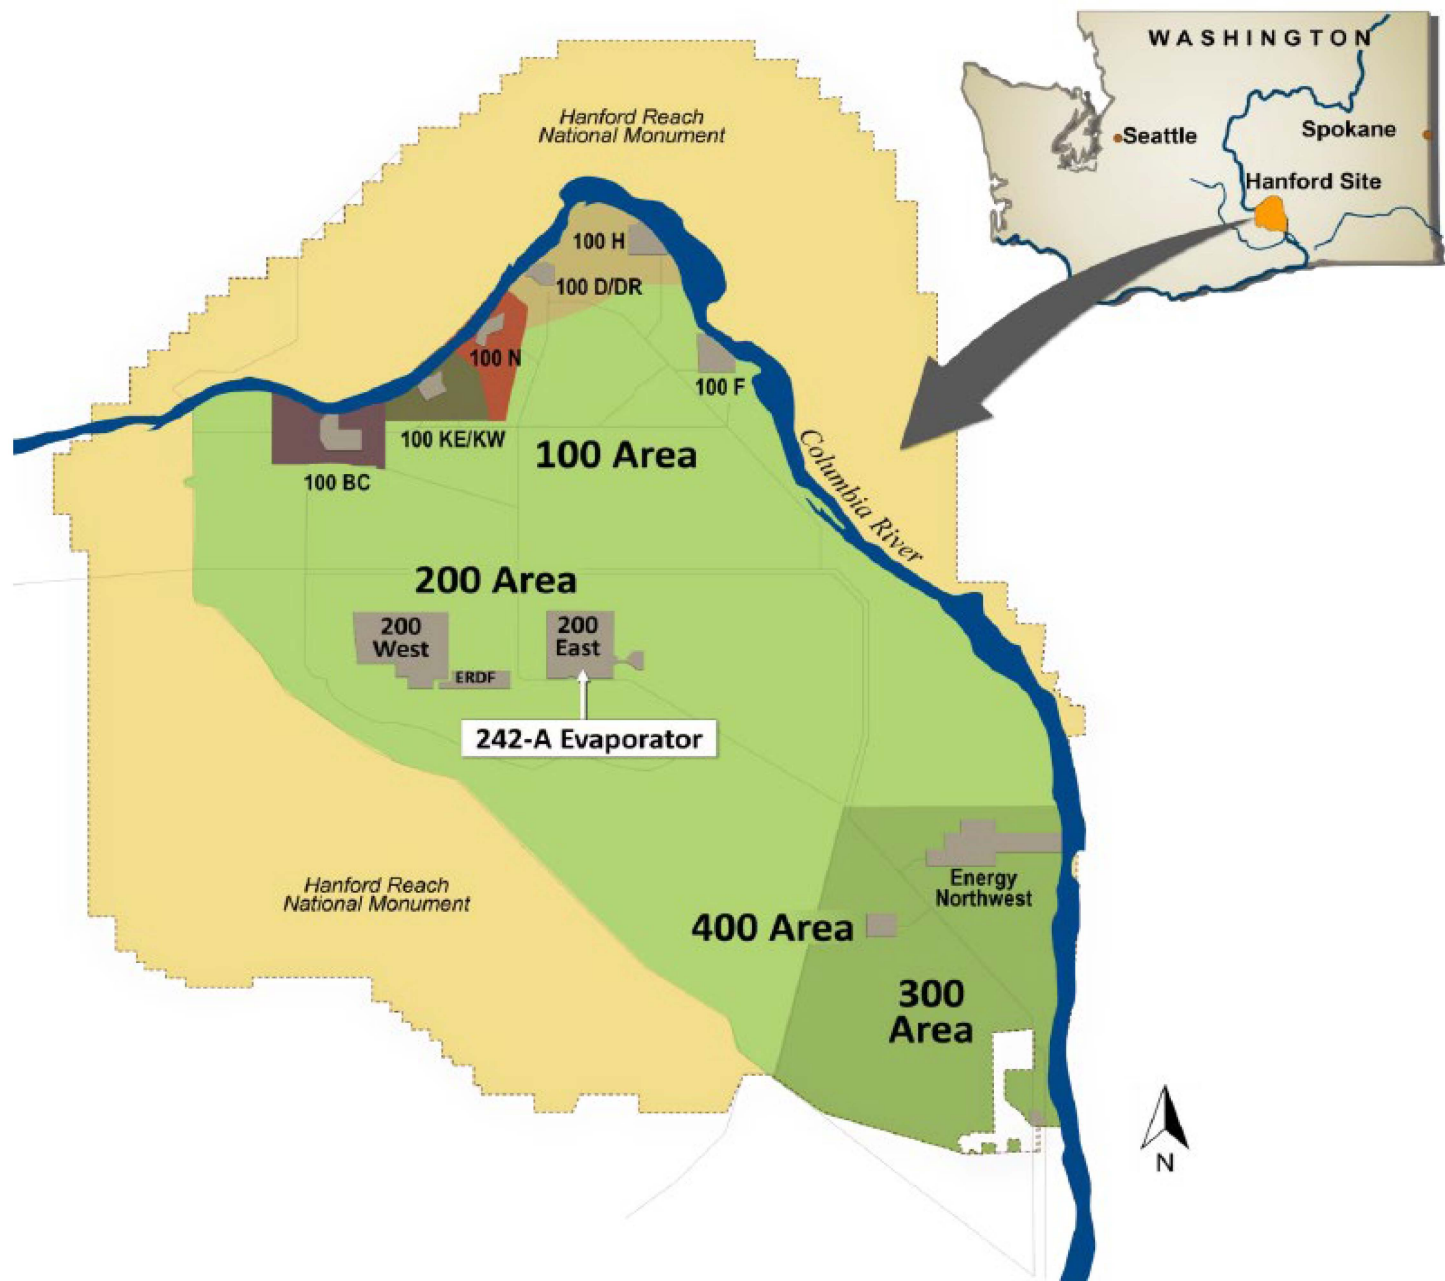 WASHINGTON
Seattle
Spokane
Hanford Site
Hanford Reach
National Monument
100 H
100 D/DR
100 N
100 F
100 KE/KW
100 BC
100 Area
Columbia River
200 Area
200
West
200
East
ERDF
242-A Evaporator
Energy
Northwest
Hanford Reach
National Monument
400 Area
300
Area
N